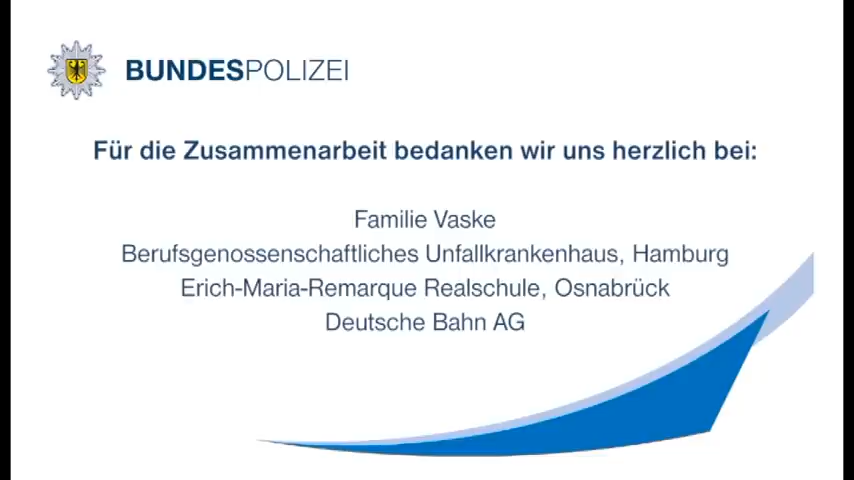 BUNDESPOLIZEI
Für die Zusammenarbeit bedanken wir uns herzlich bei:
Familie Vaske
Berufsgenossenschaftliches Unfallkrankenhaus, Hamburg
Erich-Maria-Remarque Realschule, Osnabrück
Deutsche Bahn AG